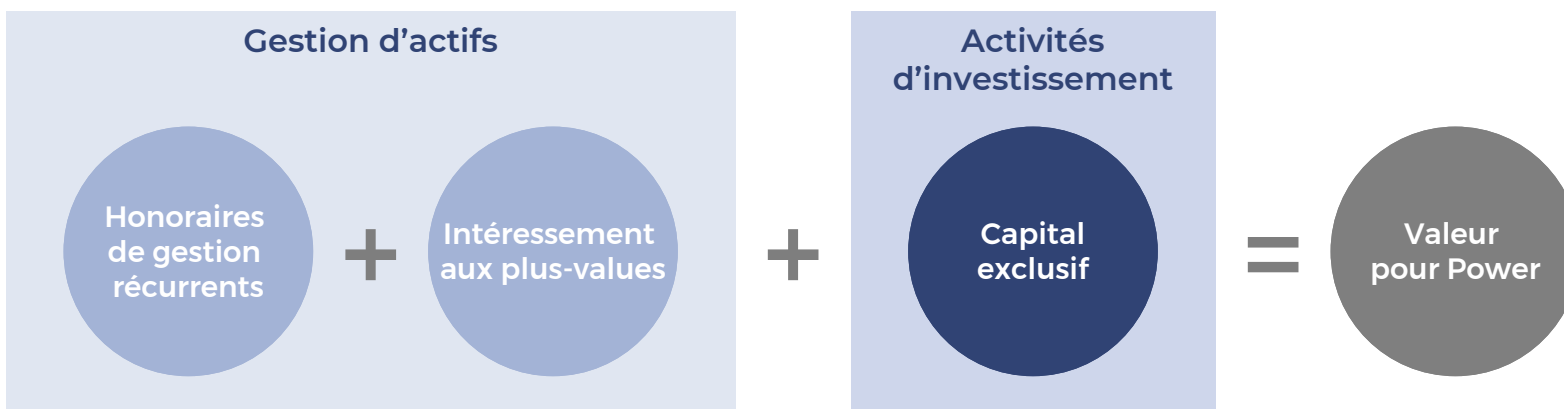 Gestion d’actifs
Honoraires
de gestion
récurrents
+
Intéressement
aux plus-values
+
Activités
d’investissement
Capital
exclusif
=
Valeur
pour Power